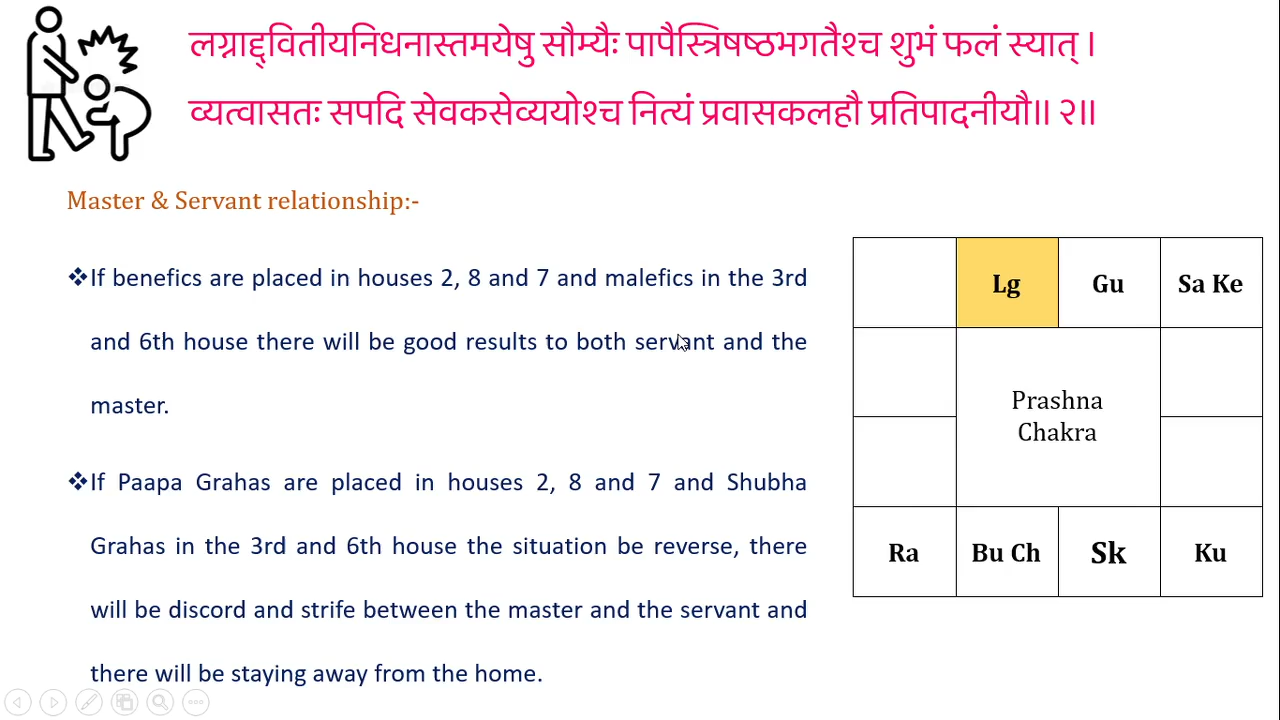 लग्नाद्द्वितीयनिधनास्तमयेषु सौम्यैः पापैस्त्रिषष्ठभगतैश्च शुभं फलं स्यात् ।
व्यत्वासतः सपदि सेवकसेव्ययोश्च नित्यं प्रवासकलहौ प्रतिपादनीयौ॥ २॥
Master & Servant relationship:-
❖If benefics are placed in houses 2, 8 and 7 and malefics in the 3rd
and 6th house there will be good results to both servant and the
master.
❖If Paapa Grahas are placed in houses 2, 8 and 7 and Shubha
Grahas in the 3rd and 6th house the situation be reverse, there
will be discord and strife between the master and the servant and
there will be staying away from the home.
Lg Gu Sa Ke
Prashna
Chakra
Ra Bu Ch Sk Ku